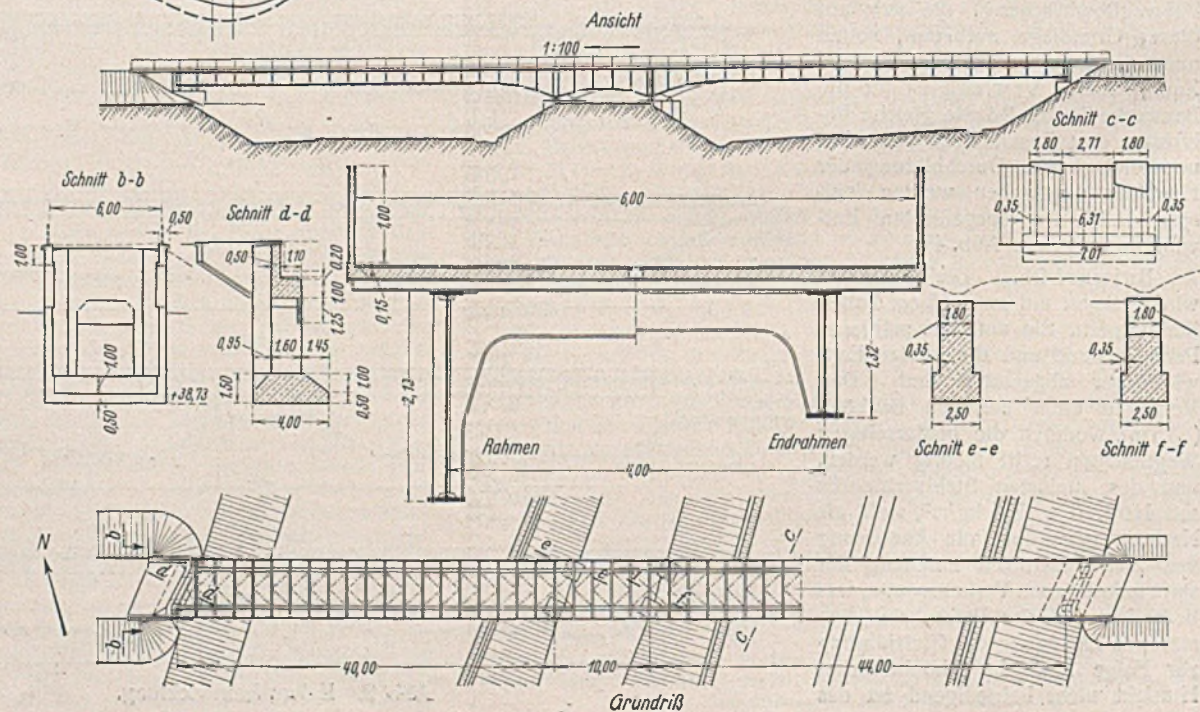 Ansicht
1:100
Schnitt c-c
1,80 2,71 1,80
0,35 6,31 0,35
7,01
Schnitt b-b
6,00
0,50
1,00
1,00
0,50
+38,73
Schnitt d-d
0,50 1,10
0,20
1,00
1,25
0,95 1,60 1,45
1,50
1,00
0,50
4,00
6,00
1,00
0,15
2,13
1,32
Rahmen
Endrahmen
4,00
1,80
0,35
2,50
Schnitt e-e
1,80
0,35
2,50
Schnitt f-f
N
b
d
b
c
c
40,00 10,00 44,00
Grundriß